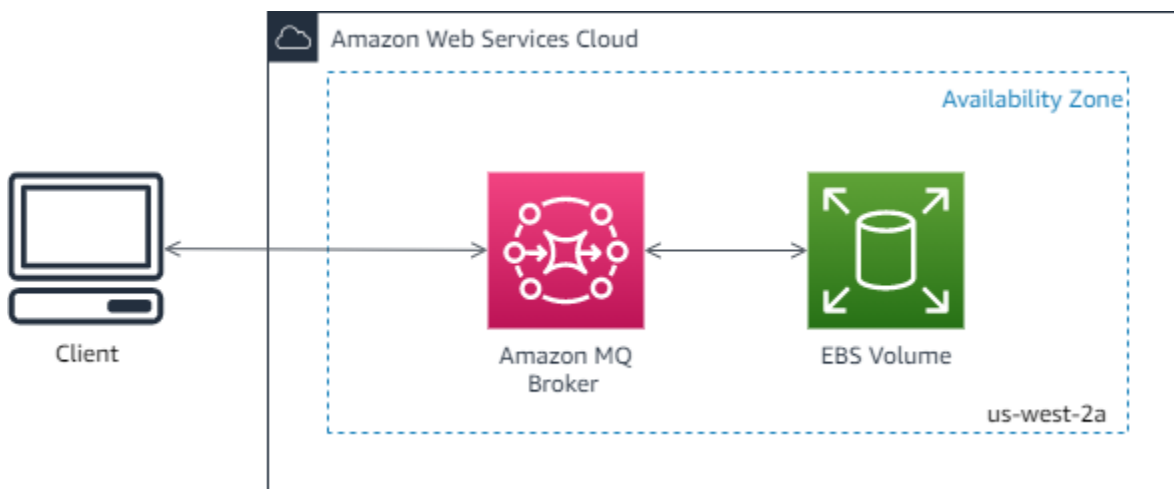 Amazon Web Services Cloud
Availability Zone
Client
Amazon MQ
Broker
EBS Volume
us-west-2a